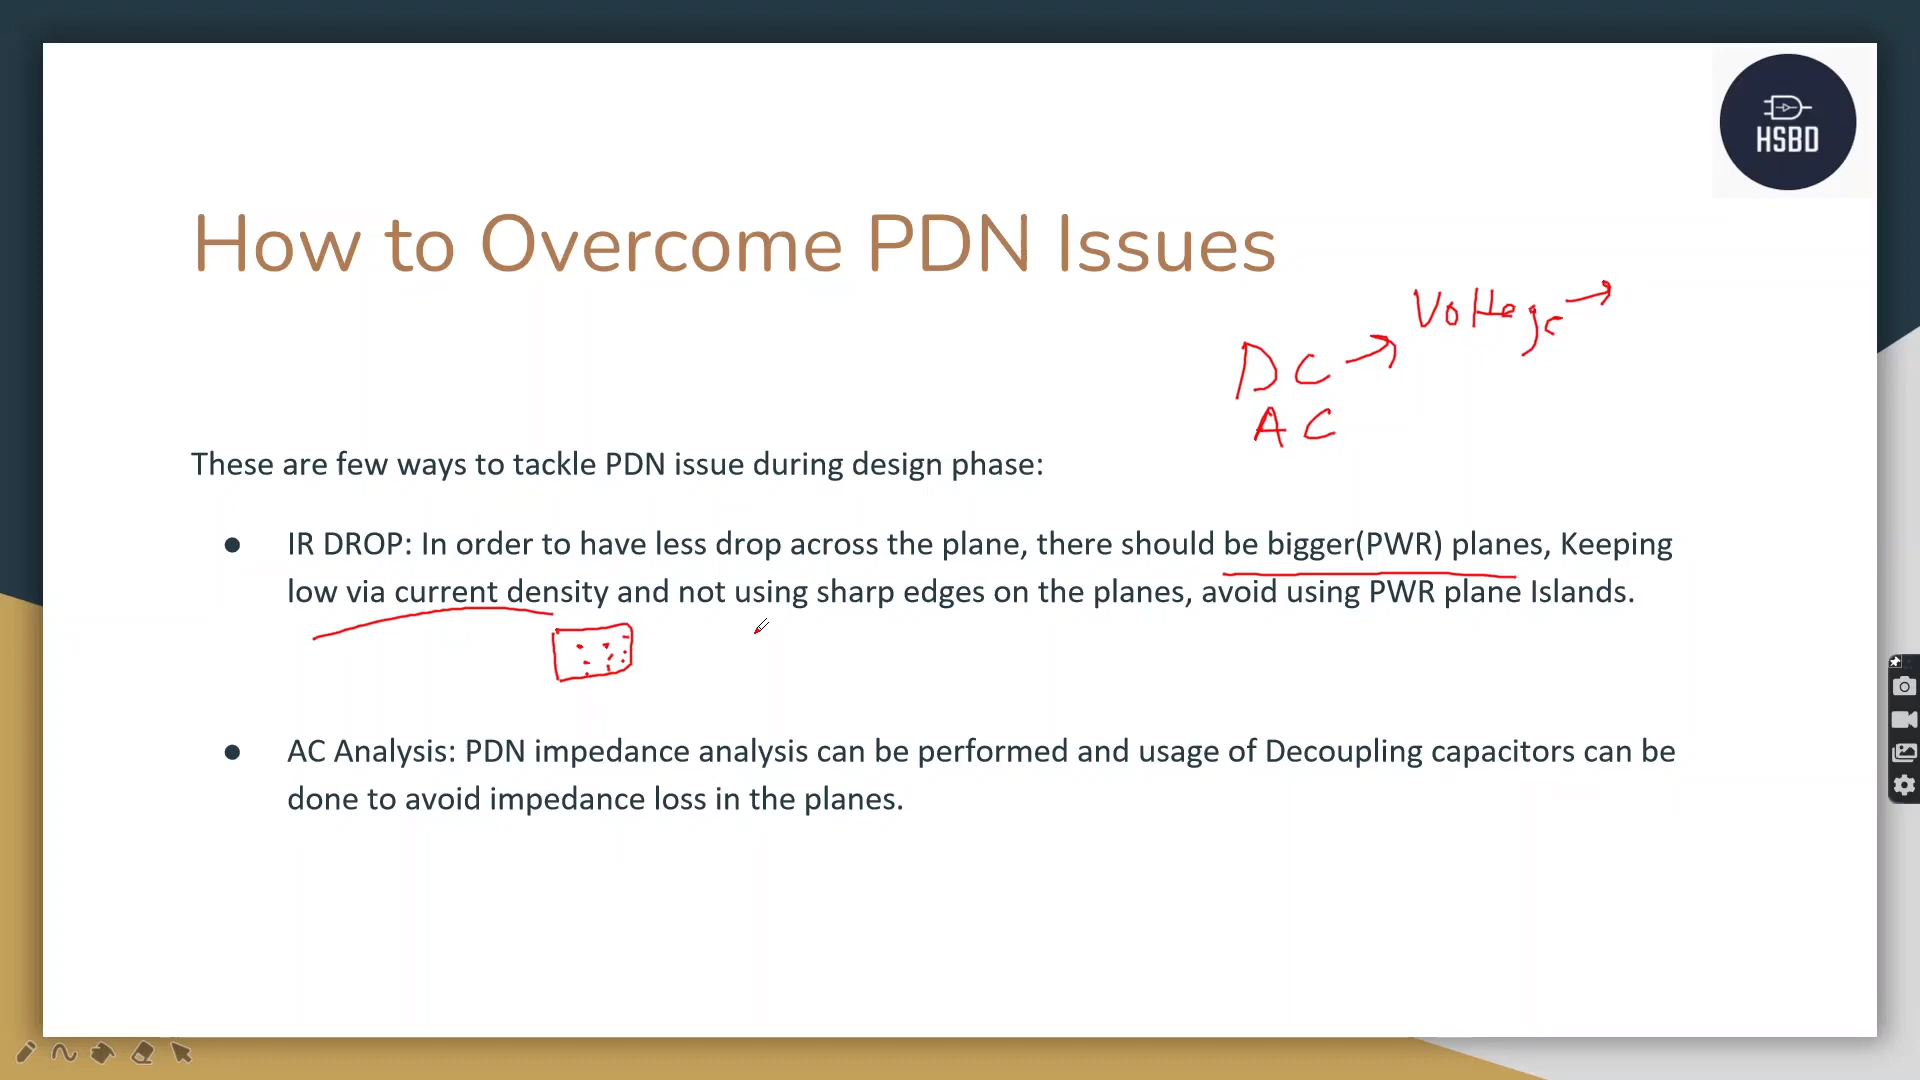 HSBD
How to Overcome PDN Issues
Voltage
DC
AC
These are few ways to tackle PDN issue during design phase:
● IR DROP: In order to have less drop across the plane, there should be bigger(PWR) planes, Keeping
low via current density and not using sharp edges on the planes, avoid using PWR plane Islands.
● AC Analysis: PDN impedance analysis can be performed and usage of Decoupling capacitors can be
done to avoid impedance loss in the planes.